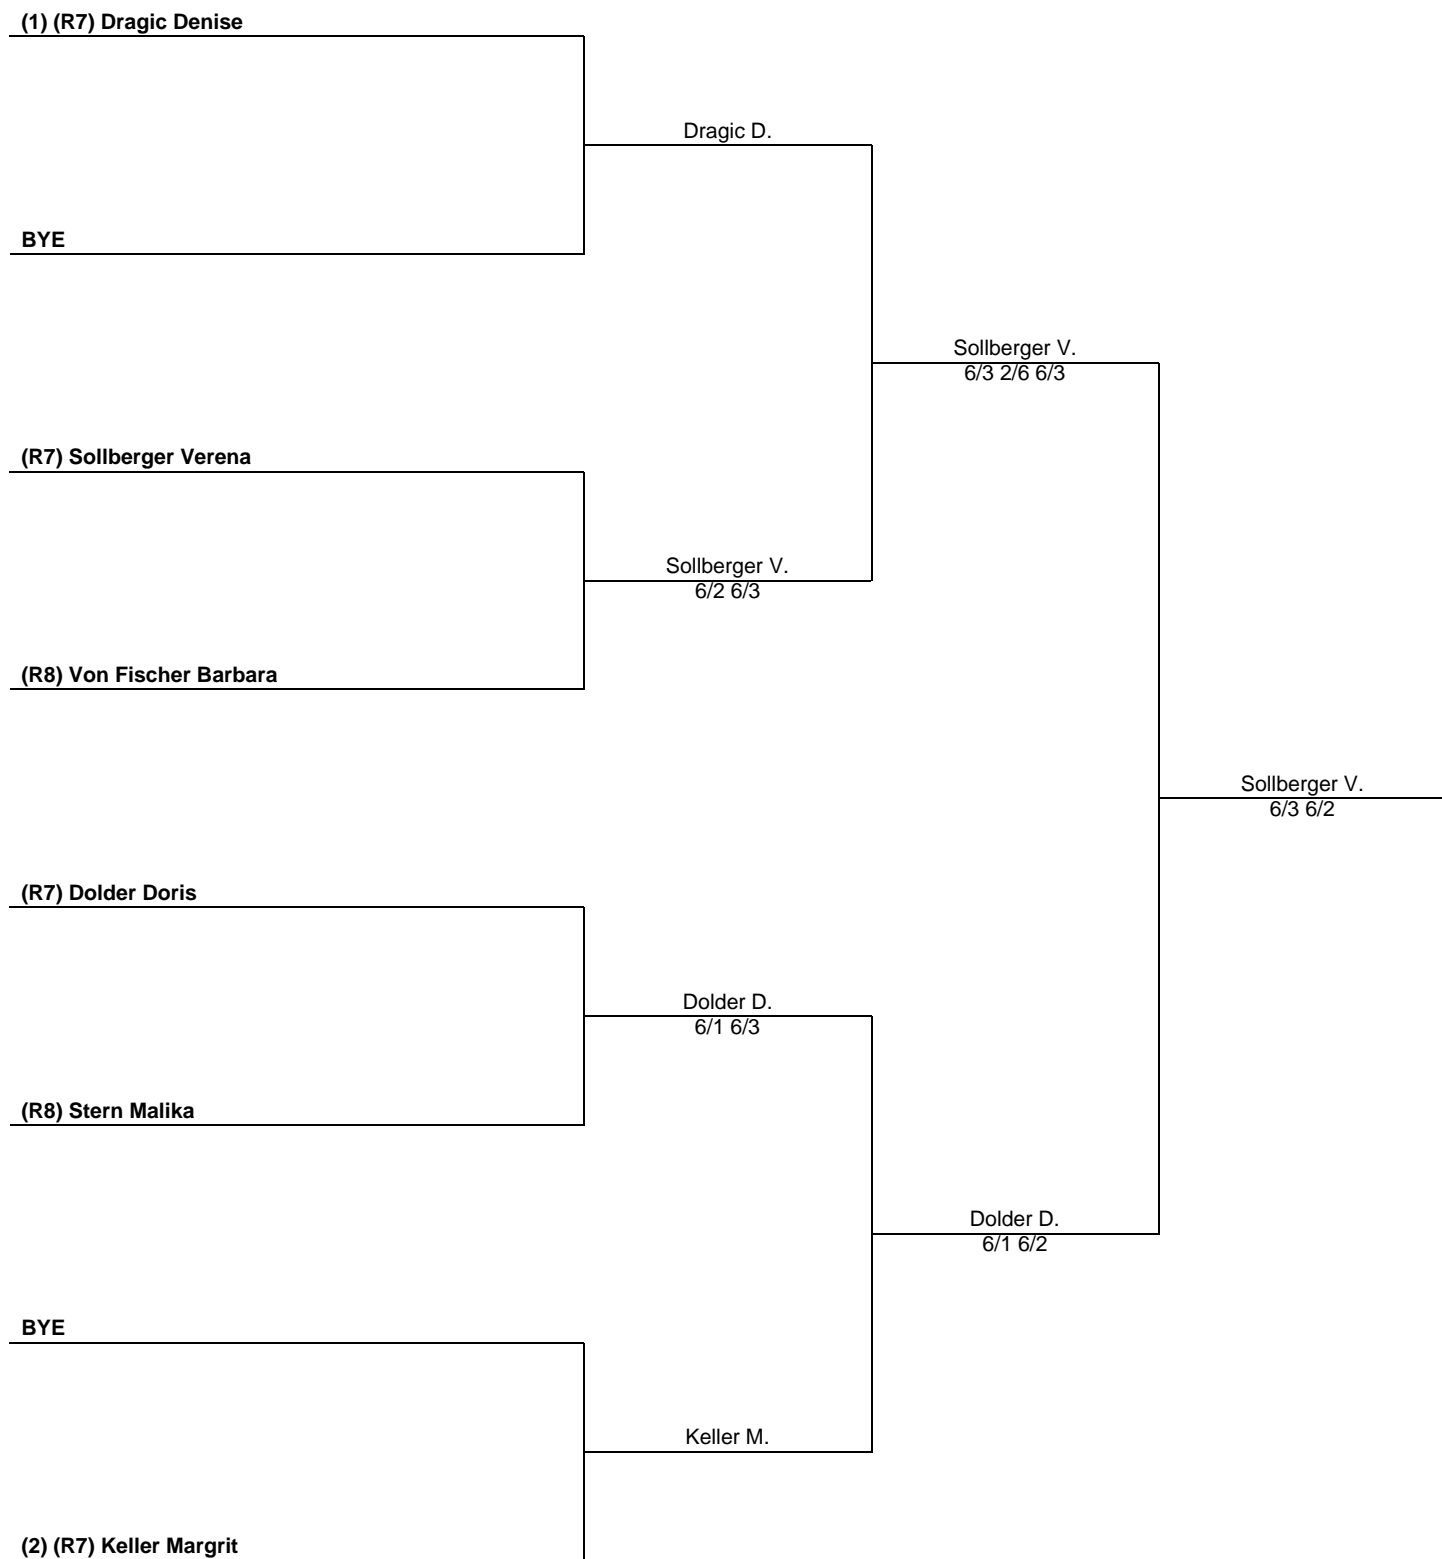 (1) (R7) Dragic Denise
Dragic D.
BYE
Sollberger V.
6/3 2/6 6/3
(R7) Sollberger Verena
Sollberger V.
6/2 6/3
(R8) Von Fischer Barbara
Sollberger V.
6/3 6/2
(R7) Dolder Doris
Dolder D.
6/1 6/3
(R8) Stern Malika
Dolder D.
6/1 6/2
BYE
Keller M.
(2) (R7) Keller Margrit